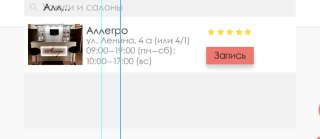 и салоны
Аллегро
ул. Ленина, 4 а (или 4/1)
09:00–19:00 (пн–сб);
10:00–17:00 (вс)
Запись